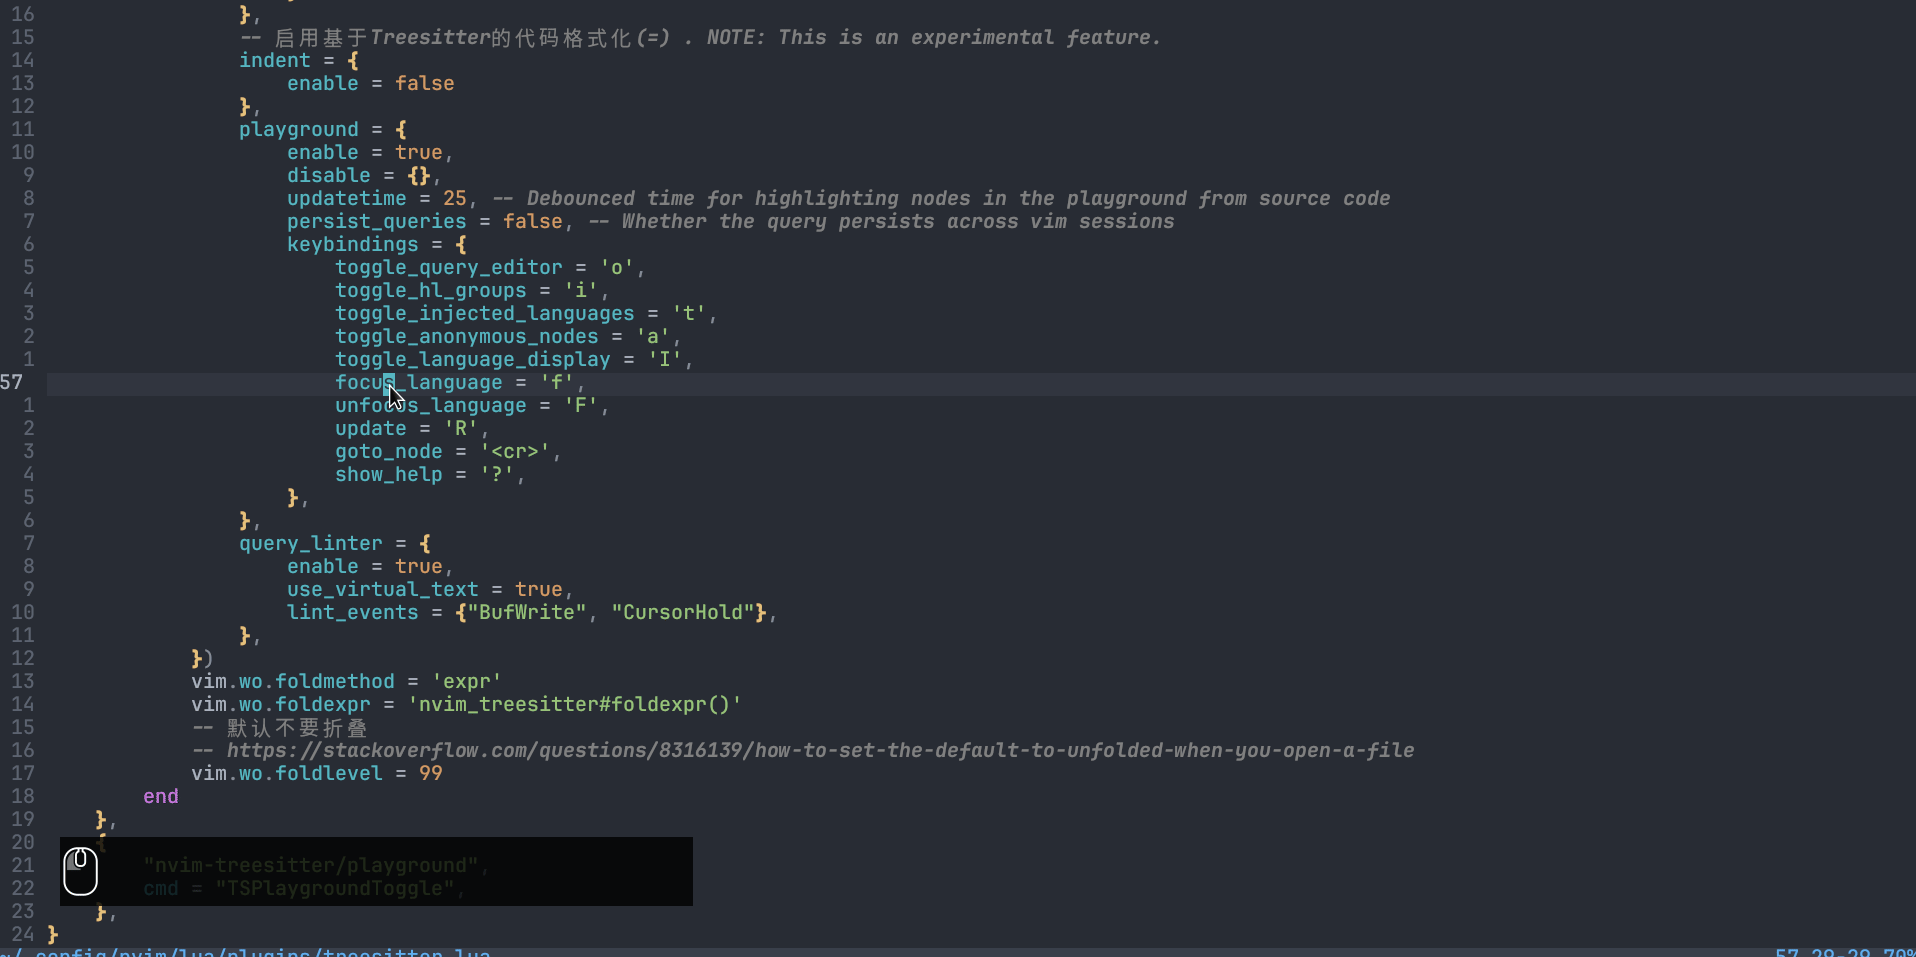 16 },
15 -- 启用基于Treesitter的代码格式化(=) . NOTE: This is an experimental feature.
14 indent = {
13 enable = false
12 },
11 playground = {
10 enable = true,
9 disable = {},
8 updatetime = 25, -- Debounced time for highlighting nodes in the playground from source code
7 persist_queries = false, -- Whether the query persists across vim sessions
6 keybindings = {
5 toggle_query_editor = 'o',
4 toggle_hl_groups = 'i',
3 toggle_injected_languages = 't',
2 toggle_anonymous_nodes = 'a',
1 toggle_language_display = 'I',
57 focus_language = 'f',
1 unfocus_language = 'F',
2 update = 'R',
3 goto_node = '<cr>',
4 show_help = '?',
5 },
6 },
7 query_linter = {
8 enable = true,
9 use_virtual_text = true,
10 lint_events = {"BufWrite", "CursorHold"},
11 },
12 })
13 vim.wo.foldmethod = 'expr'
14 vim.wo.foldexpr = 'nvim_treesitter#foldexpr()'
15 -- 默认不要折叠
16 -- https://stackoverflow.com/questions/8316139/how-to-set-the-default-to-unfolded-when-you-open-a-file
17 vim.wo.foldlevel = 99
18 end
19 },
20 {
21 "nvim-treesitter/playground",
22 cmd = "TSPlaygroundToggle",
23 },
24 }
~/.config/nvim/lua/plugins/treesitter.lua 57,29-29 70%